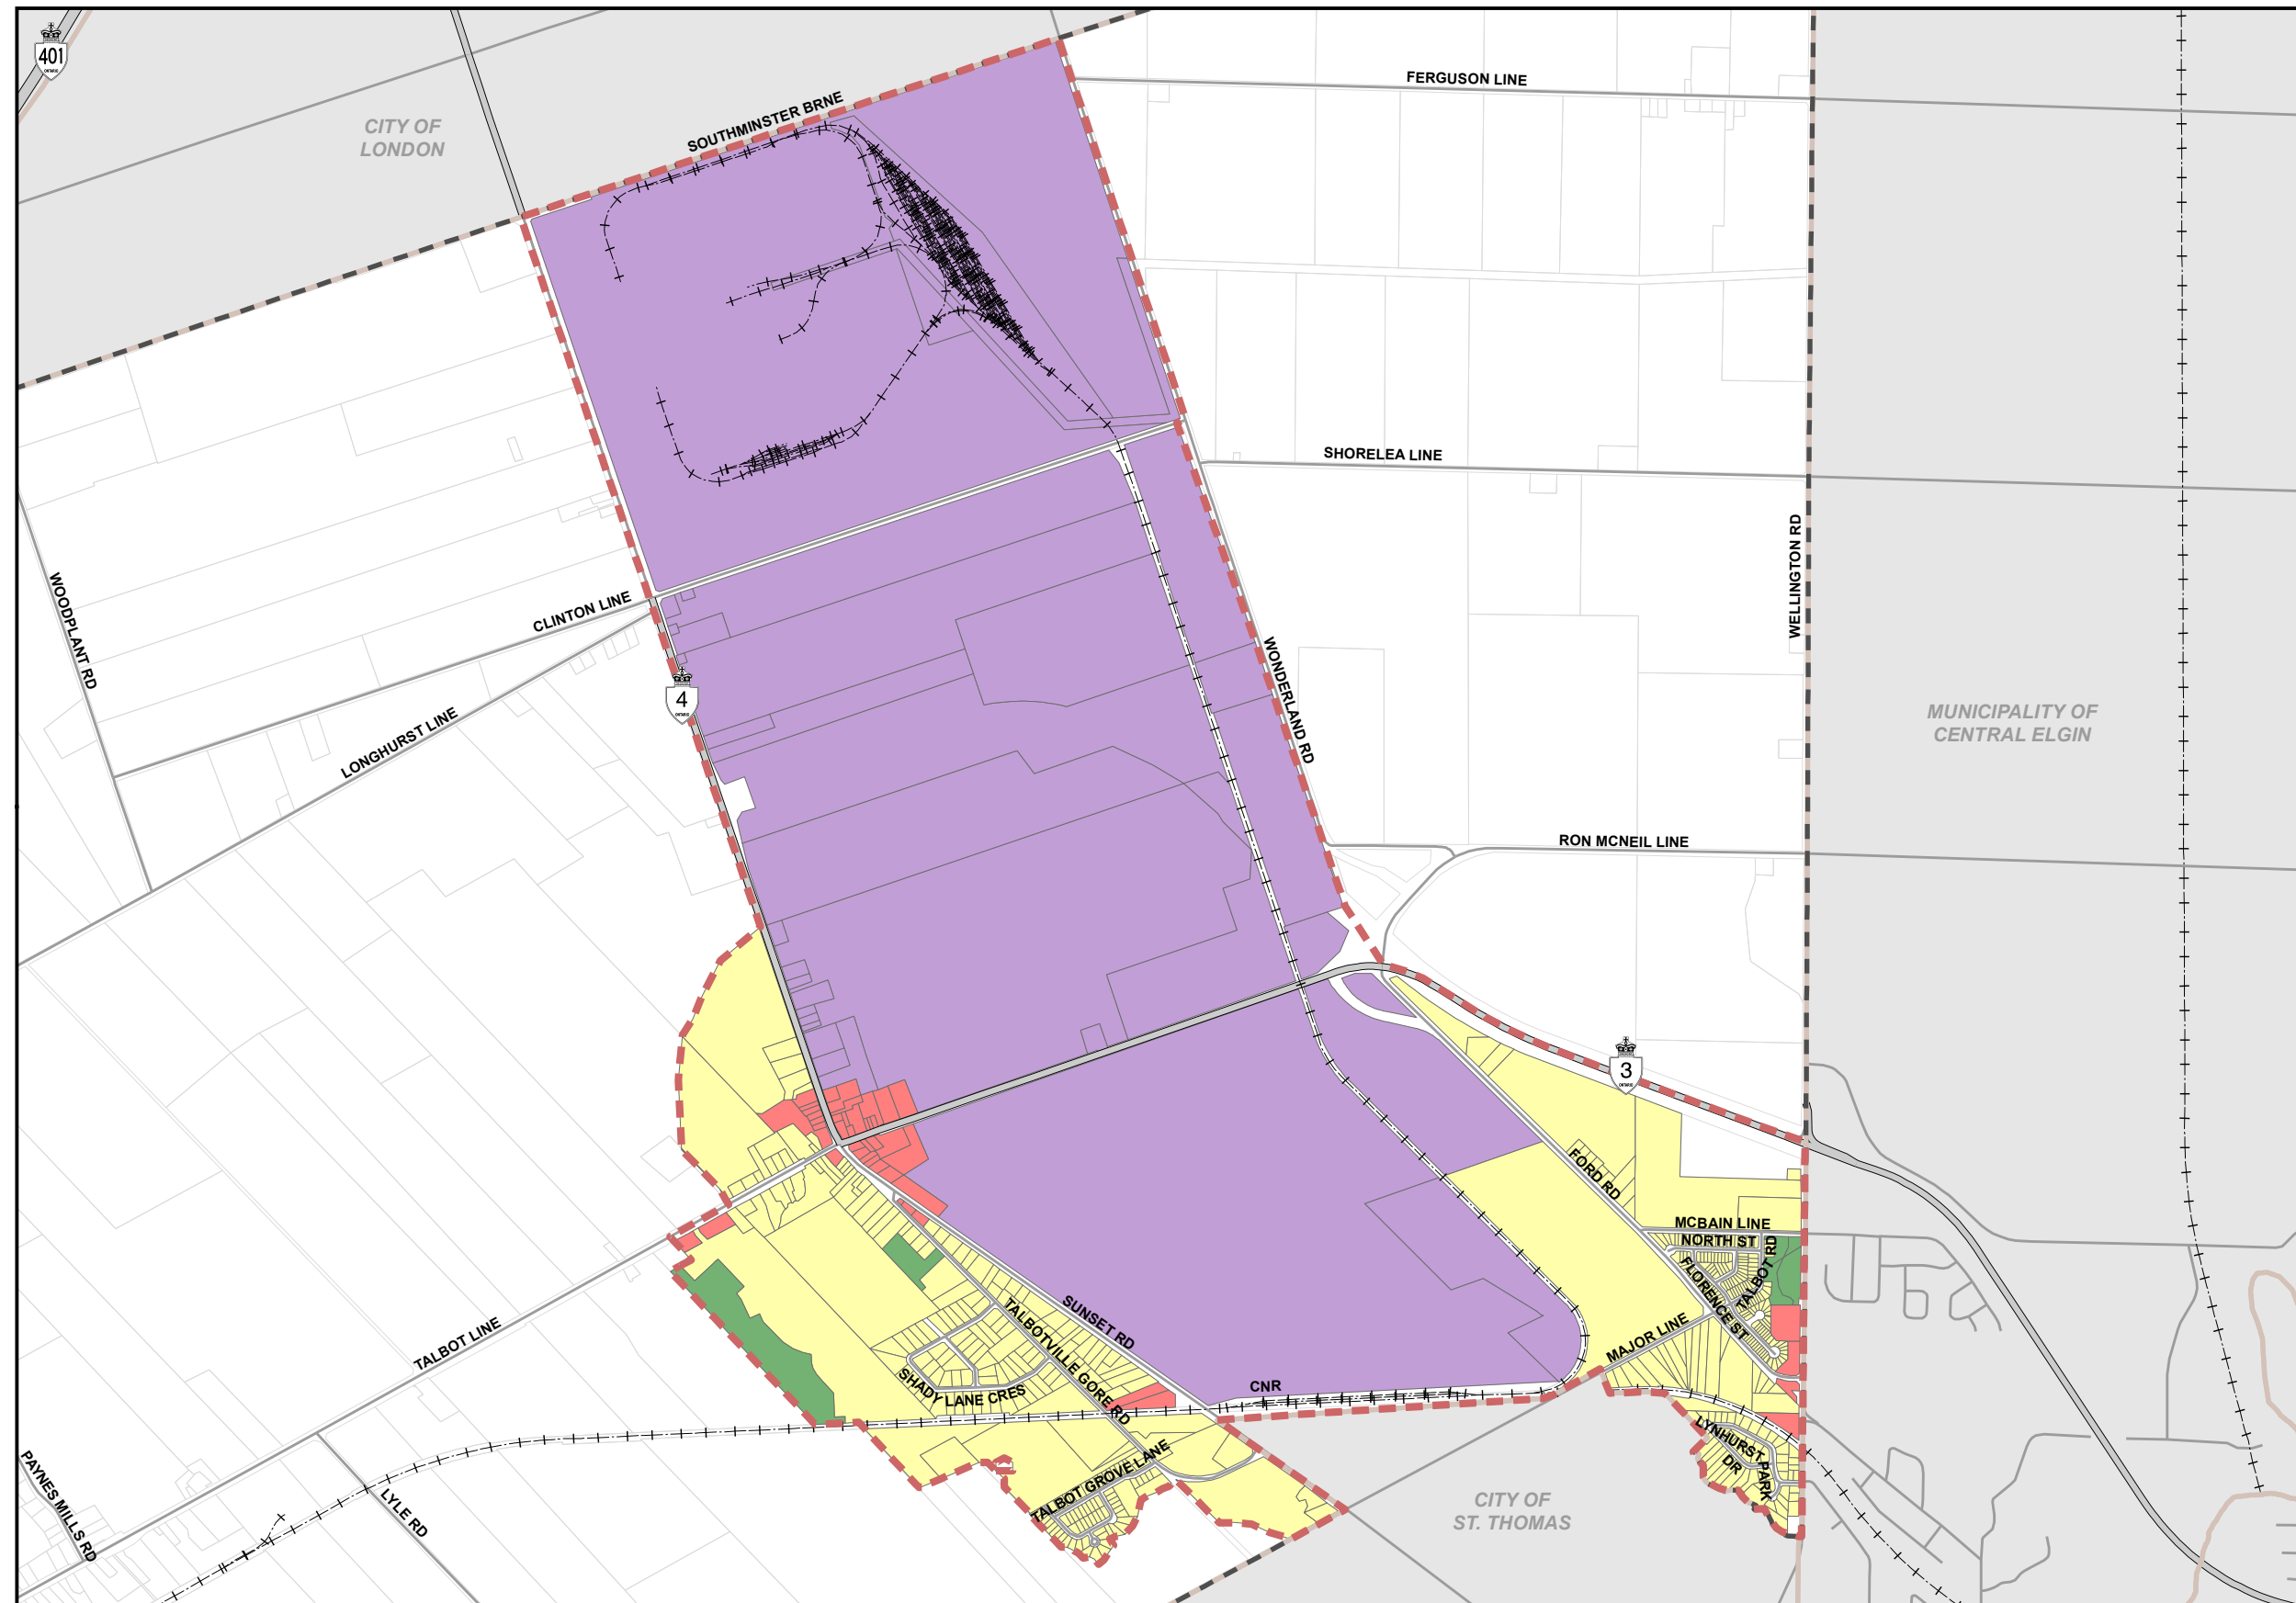 401
ONTARIO
CITY OF
LONDON
SOUTHMINSTER BRNE
FERGUSON LINE
SHORELEA LINE
WELLINGTON RD
WOODPLANT RD
CLINTON LINE
LONGHURST LINE
4
ONTARIO
WONDERLAND RD
MUNICIPALITY OF
CENTRAL ELGIN
RON MCNEIL LINE
3
ONTARIO
FORD RD
MCBAIN LINE
NORTH ST
TALBOT RD
FLORENCE ST
MAJOR LINE
SUNSET RD
TALBOTVILLE GORE RD
TALBOT LINE
SHADY LANE CRES
CNR
LYNHURST PARK
DR
TALBOT GROVE LANE
PAYNES MILLS RD
LYLE RD
CITY OF
ST. THOMAS